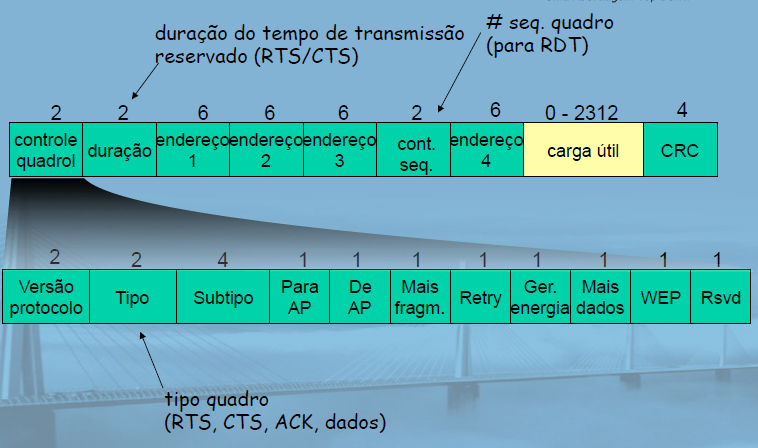 duração do tempo de transmissão
reservado (RTS/CTS)
# seq. quadro
(para RDT)
2 2 6 6 6 2 6 0 - 2312 4
controle
quadrol
duração
endereço
1
endereço
2
endereço
3
cont.
seq.
endereço
4
carga útil
CRC
2 2 4 1 1 1 1 1 1 1 1
Versão
protocolo
Tipo
Subtipo
Para
AP
De
AP
Mais
fragm.
Retry
Ger.
energia
Mais
dados
WEP
Rsvd
tipo quadro
(RTS, CTS, ACK, dados)